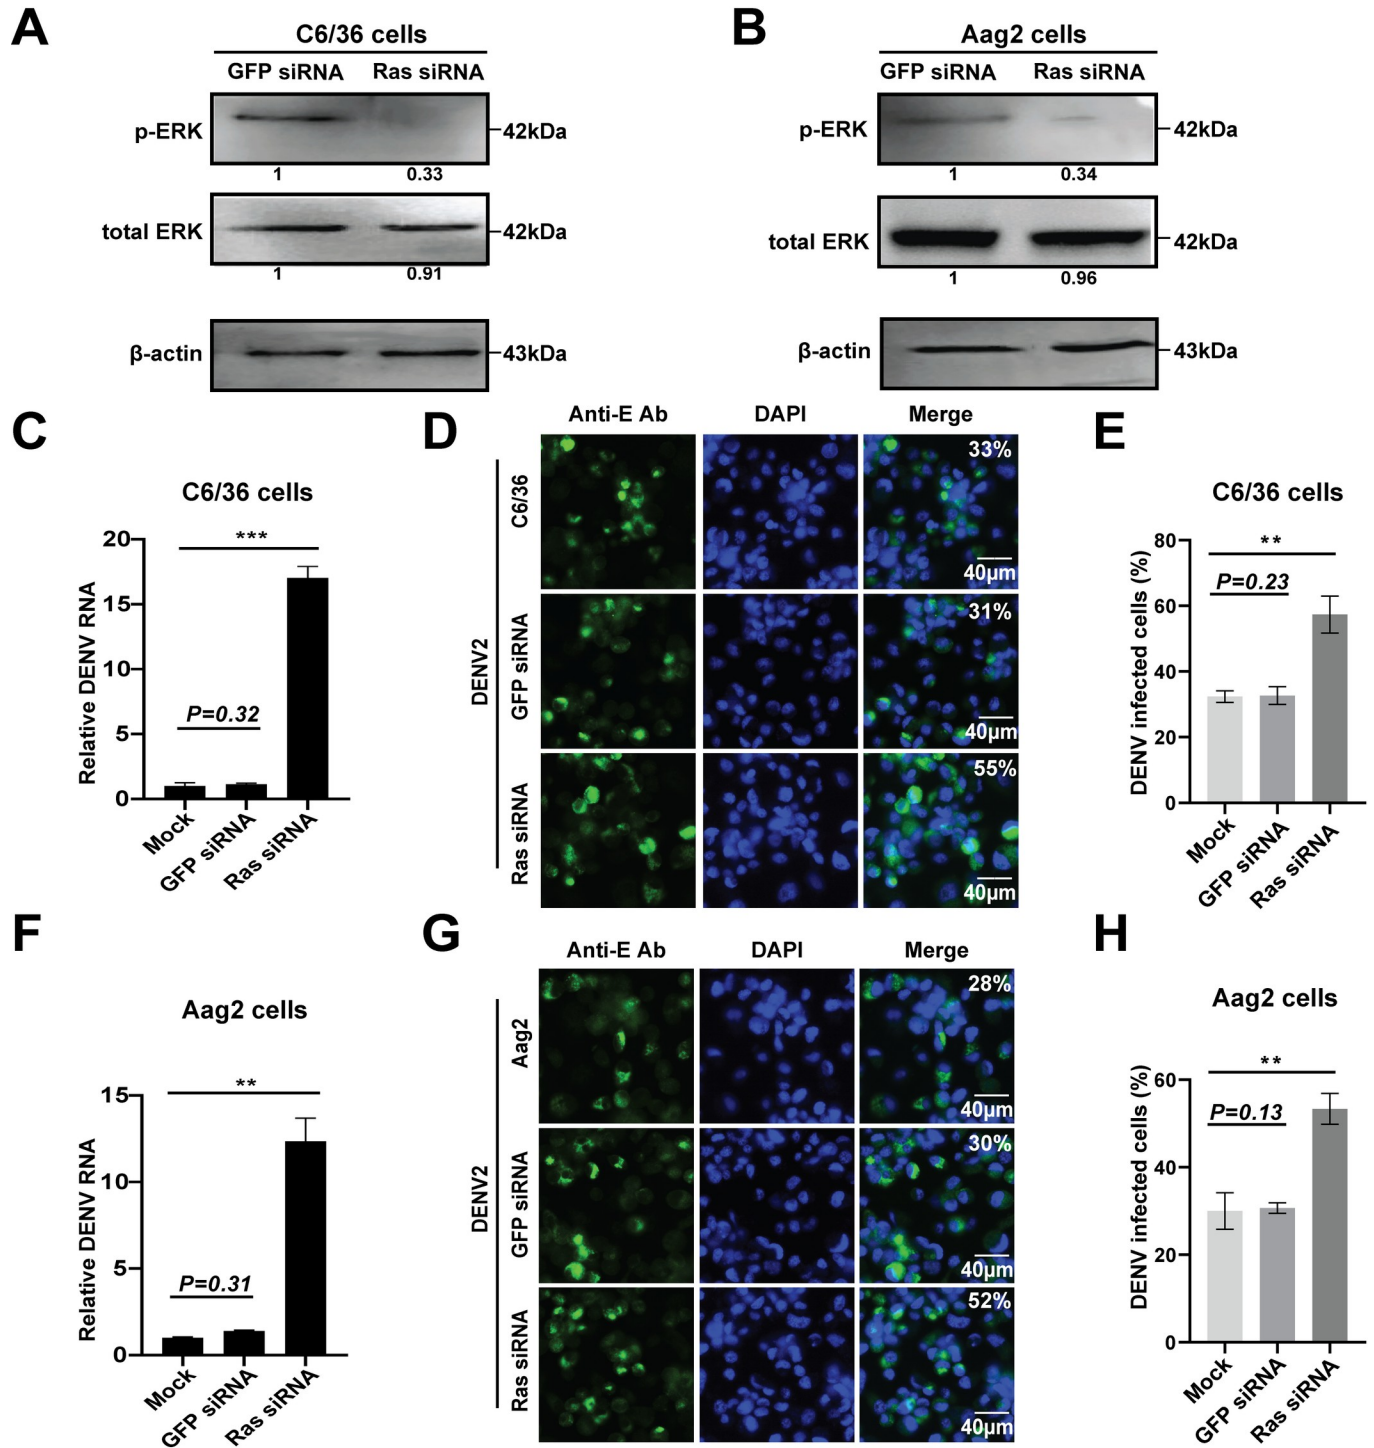 A
C6/36 cells
GFP siRNA Ras siRNA
p-ERK
42kDa
1 0.33
total ERK
42kDa
1 0.91
β-actin
43kDa
B
Aag2 cells
GFP siRNA Ras siRNA
p-ERK
42kDa
1 0.34
total ERK
42kDa
1 0.96
β-actin
43kDa
C
C6/36 cells
Relative DENV RNA
20
15
10
5
0
***
P=0.32
Mock
GFP siRNA
Ras siRNA
D
Anti-E Ab DAPI Merge
DENV2
C6/36
33%
40μm
GFP siRNA
31%
40μm
Ras siRNA
55%
40μm
E
C6/36 cells
DENV infected cells (%)
80
60
40
20
0
**
P=0.23
Mock
GFP siRNA
Ras siRNA
F
Aag2 cells
Relative DENV RNA
15
10
5
0
**
P=0.31
Mock
GFP siRNA
Ras siRNA
G
Anti-E Ab DAPI Merge
DENV2
Aag2
28%
40μm
GFP siRNA
30%
40μm
Ras siRNA
52%
40μm
H
Aag2 cells
DENV infected cells (%)
60
40
20
0
**
P=0.13
Mock
GFP siRNA
Ras siRNA